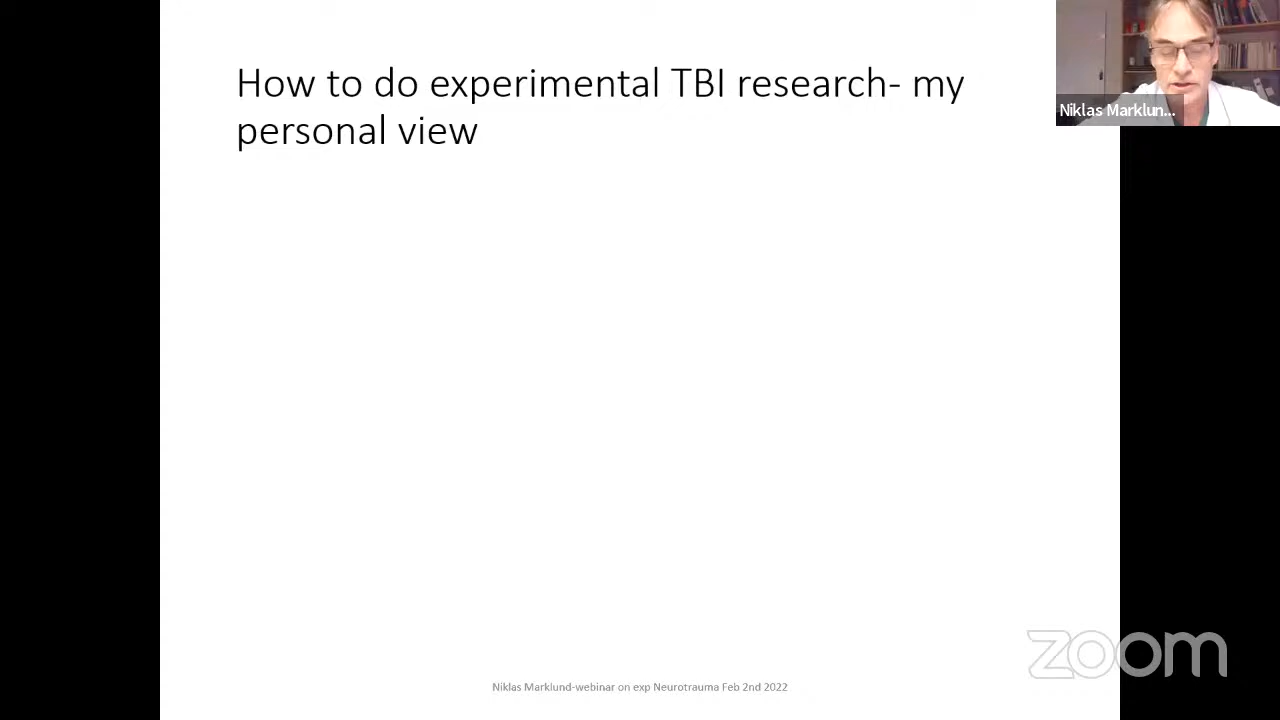 How to do experimental TBI research- my
personal view
Niklas Marklun...
zoom
Niklas Marklund-webinar on exp Neurotrauma Feb 2nd 2022